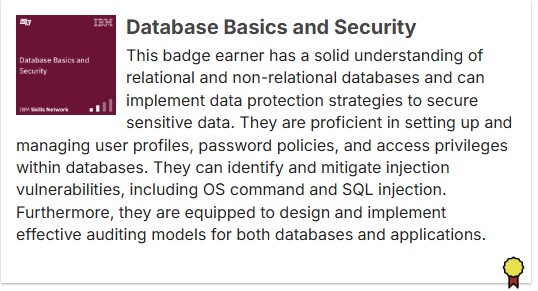 IBM
Database Basics and
Security
IBM Skills Network
Database Basics and Security
This badge earner has a solid understanding of
relational and non-relational databases and can
implement data protection strategies to secure
sensitive data. They are proficient in setting up and
managing user profiles, password policies, and access privileges
within databases. They can identify and mitigate injection
vulnerabilities, including OS command and SQL injection.
Furthermore, they are equipped to design and implement
effective auditing models for both databases and applications.